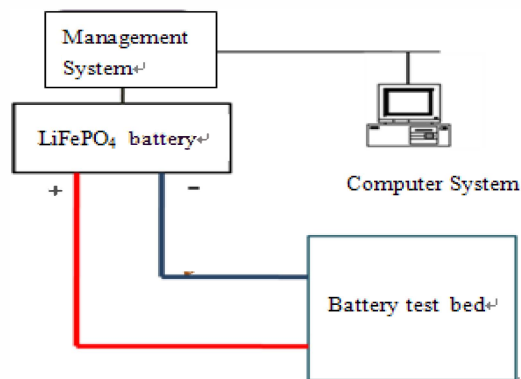 Management
System↵
LiFePO₄ battery↵
+ −
Computer System
Battery test bed↵